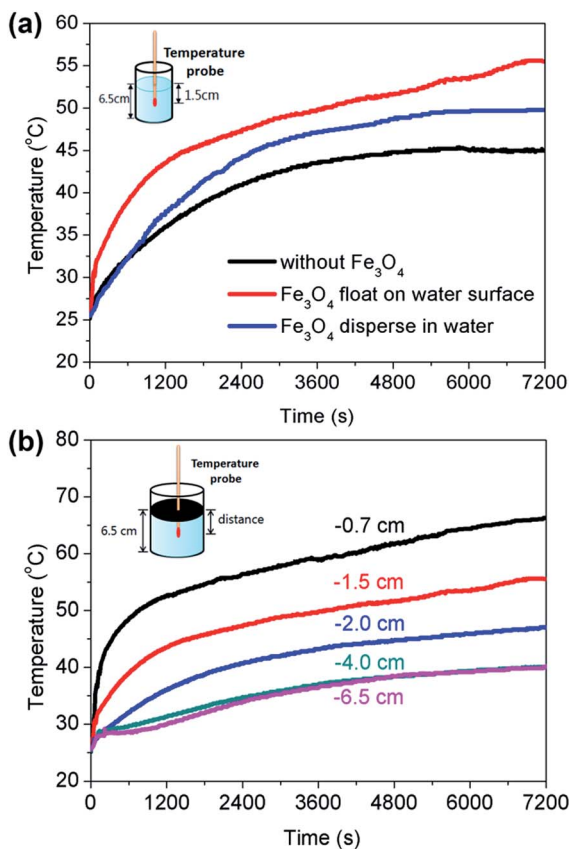 (a)
60
55
50
45
40
35
30
25
20
Temperature (°C)
Temperature
probe
6.5cm
1.5cm
without Fe₃O₄
Fe₃O₄ float on water surface
Fe₃O₄ disperse in water
0 1200 2400 3600 4800 6000 7200
Time (s)
(b)
80
70
60
50
40
30
20
Temperature (°C)
Temperature
probe
6.5 cm
distance
-0.7 cm
-1.5 cm
-2.0 cm
-4.0 cm
-6.5 cm
0 1200 2400 3600 4800 6000 7200
Time (s)